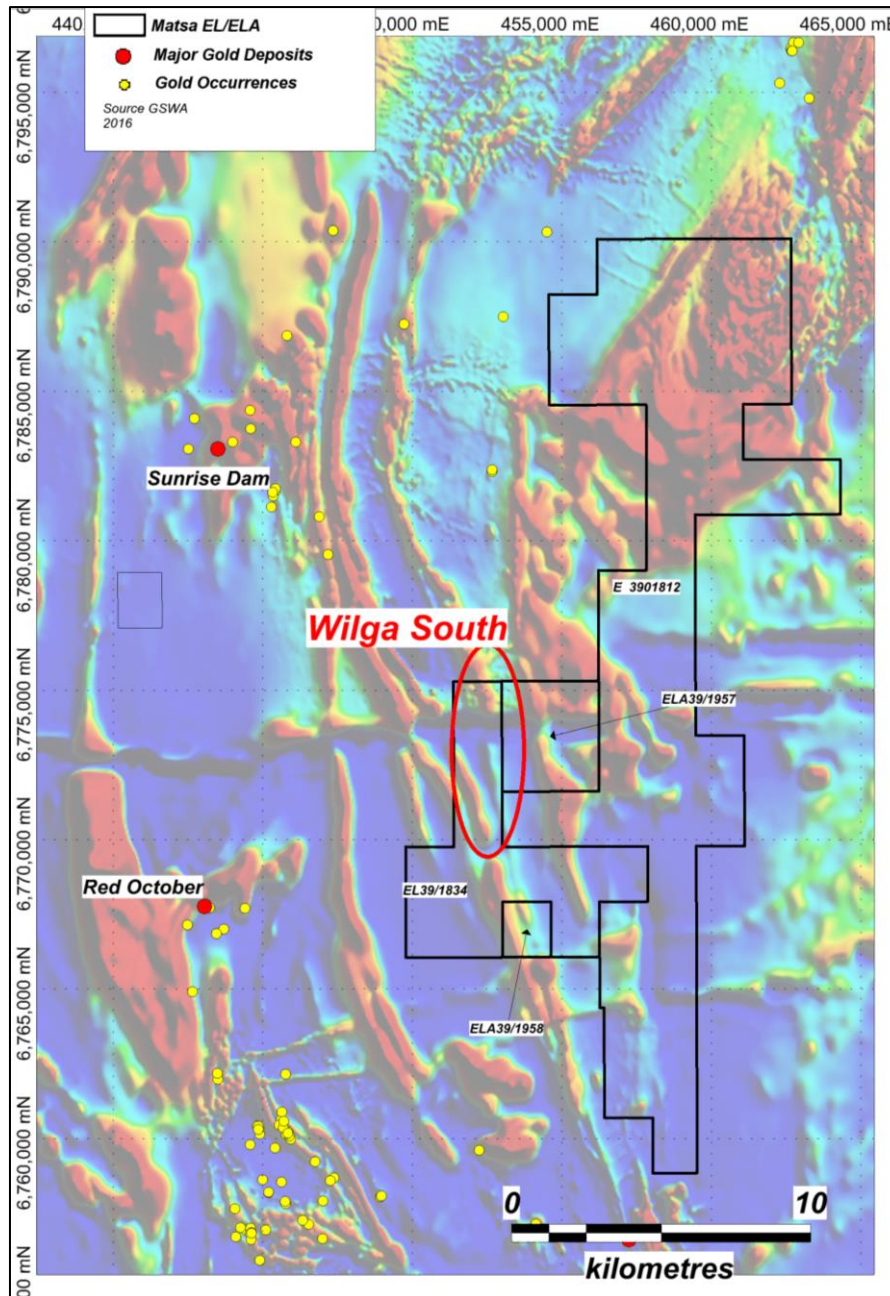 Matsa EL/ELA
Major Gold Deposits
Gold Occurrences
Source GSWA
2016
440
,000 mE
455,000 mE
460,000 mE
465,000 mE
6,795,000 mN
6,790,000 mN
6,785,000 mN
6,780,000 mN
6,775,000 mN
6,770,000 mN
6,765,000 mN
6,760,000 mN
00 mN
Sunrise Dam
E 3901812
Wilga South
ELA39/1957
Red October
EL39/1834
ELA39/1958
0 10
kilometres